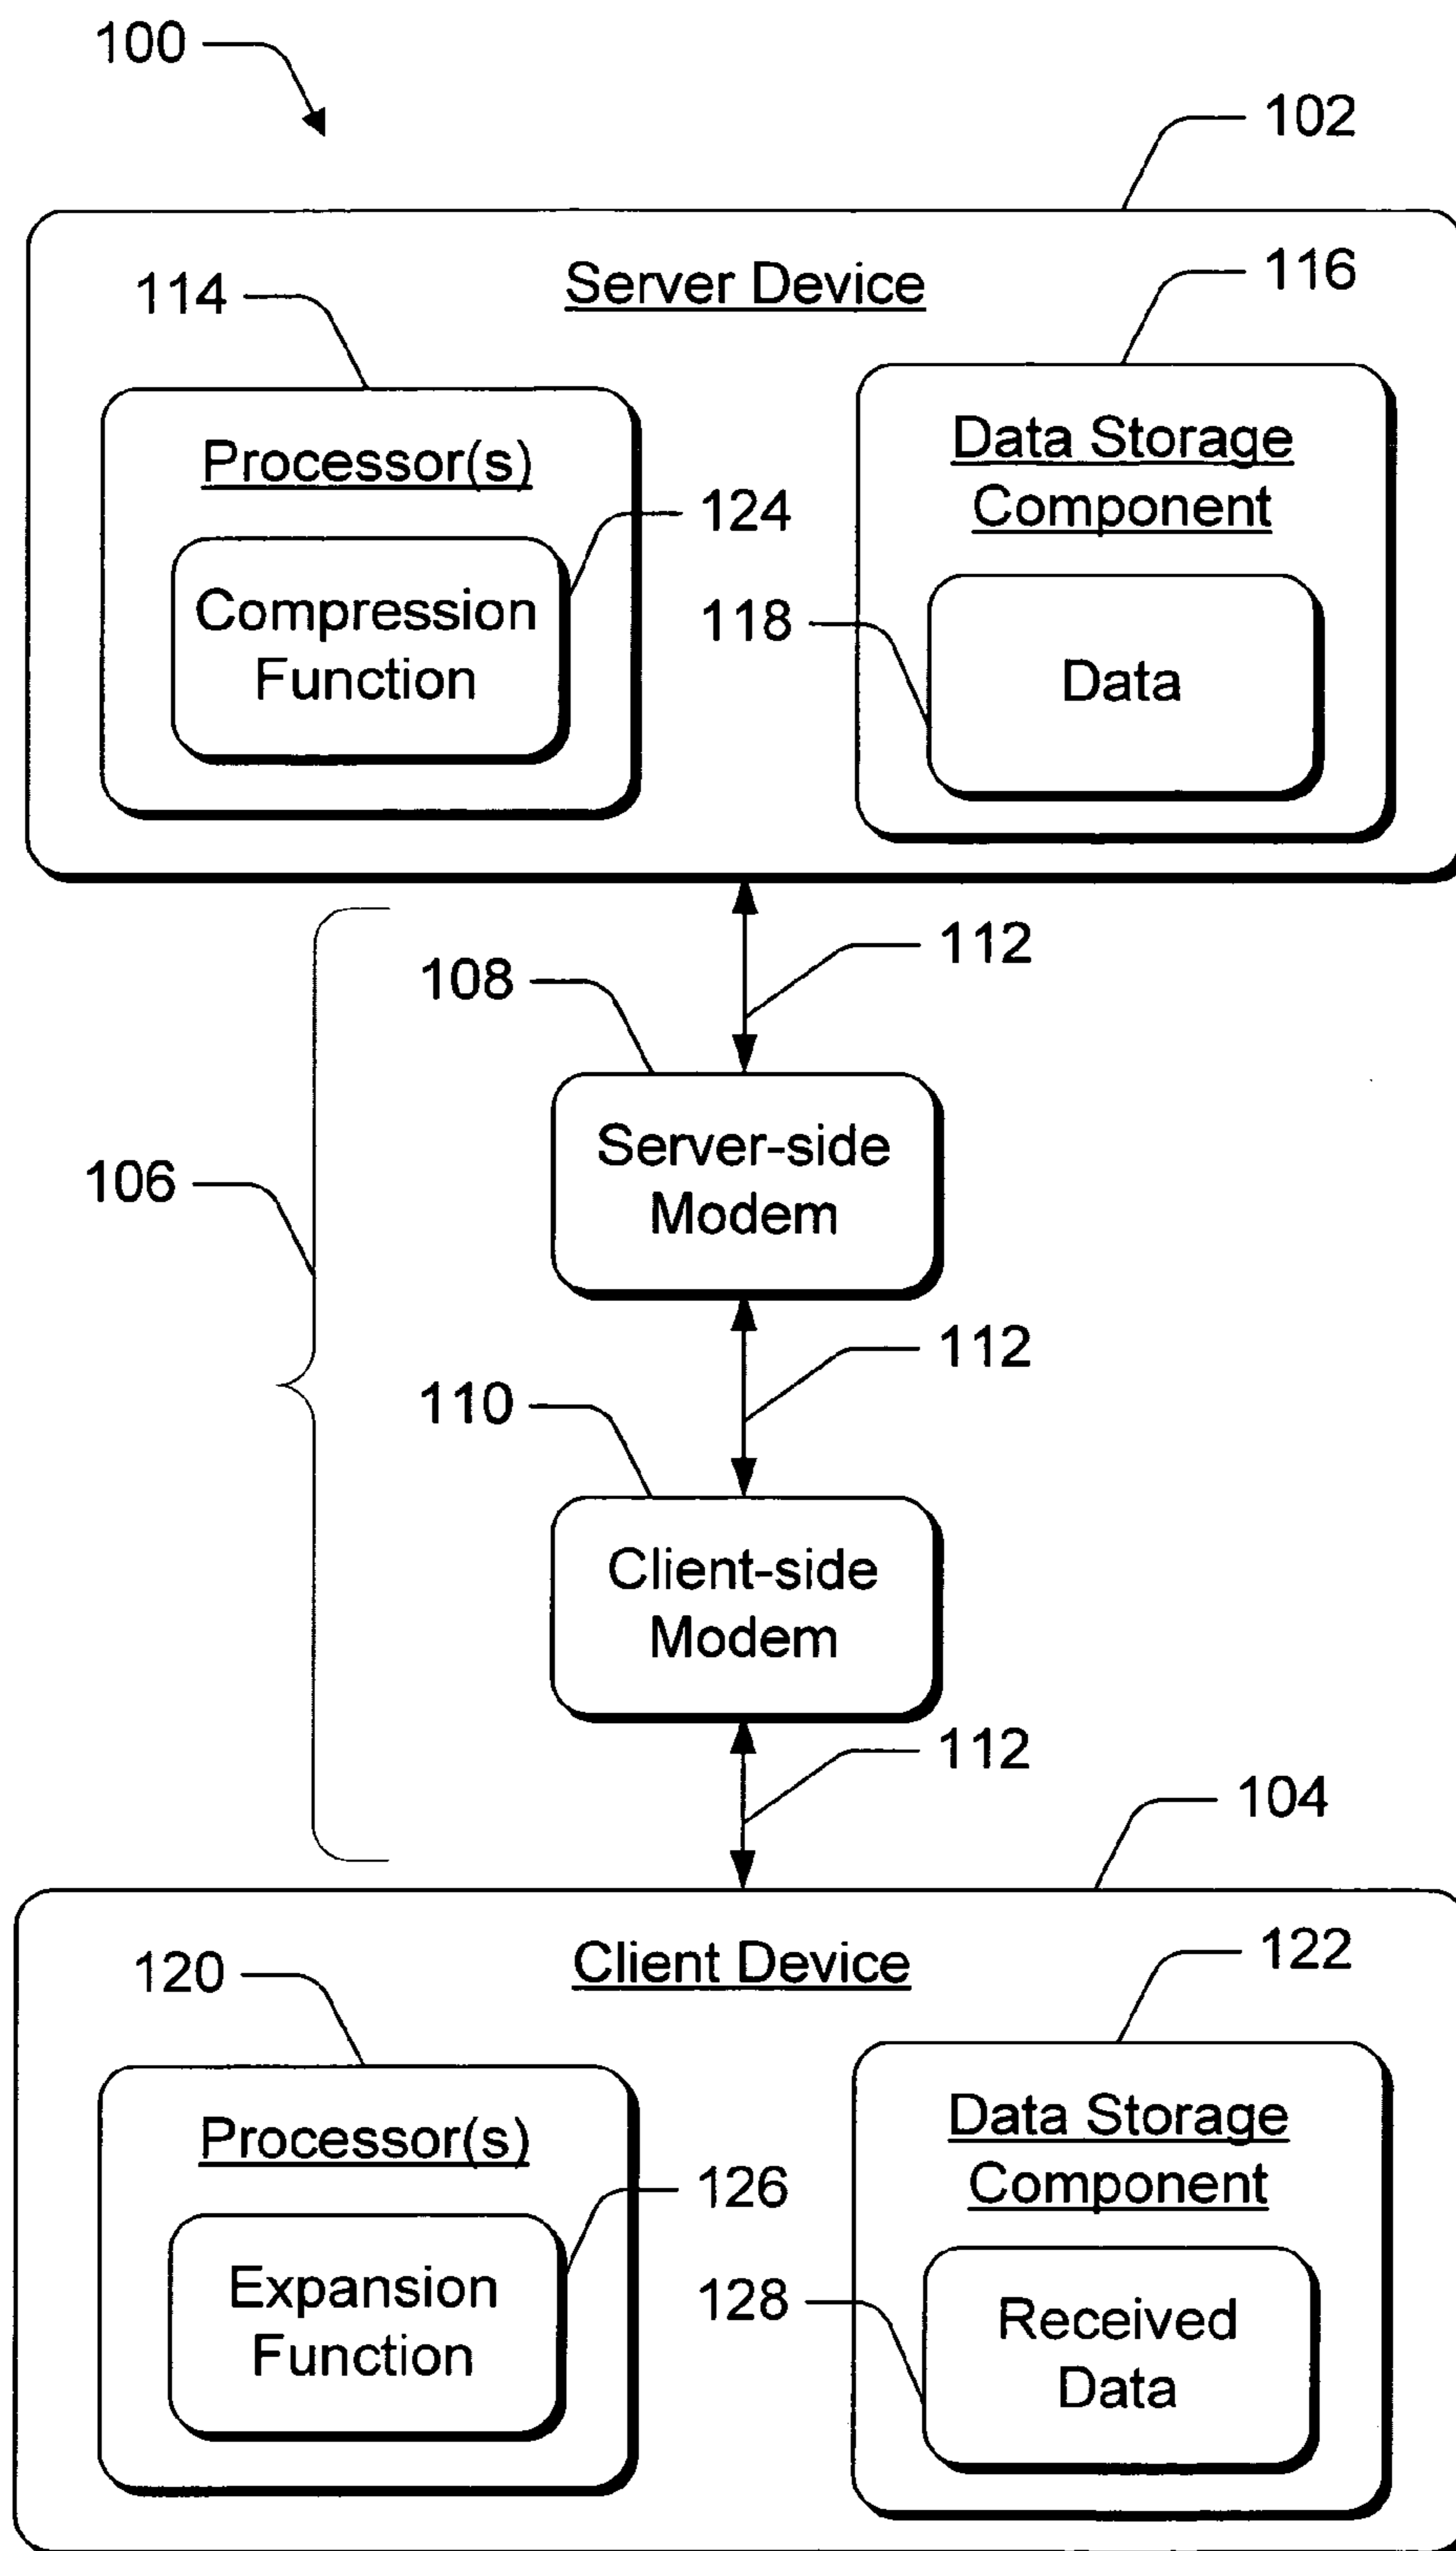 100
102
Server Device
114
116
Processor(s)
Data Storage
Component
124
Compression
Function
118
Data
112
108
Server-side
Modem
106
112
110
Client-side
Modem
112
104
Client Device
120
122
Processor(s)
Data Storage
Component
126
Expansion
Function
128
Received
Data